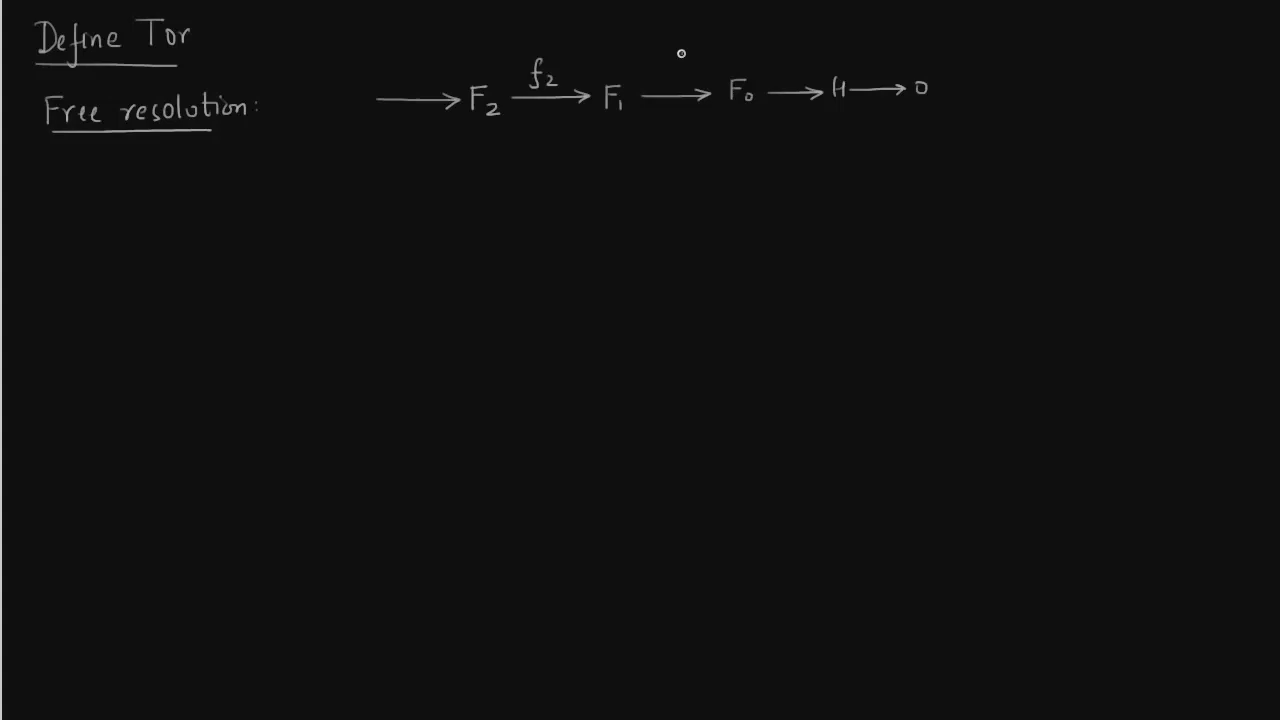 Define Tor
Free resolution: ⟶ F₂ ⟶ F₁ ⟶ F₀ ⟶ H ⟶ 0
f₂